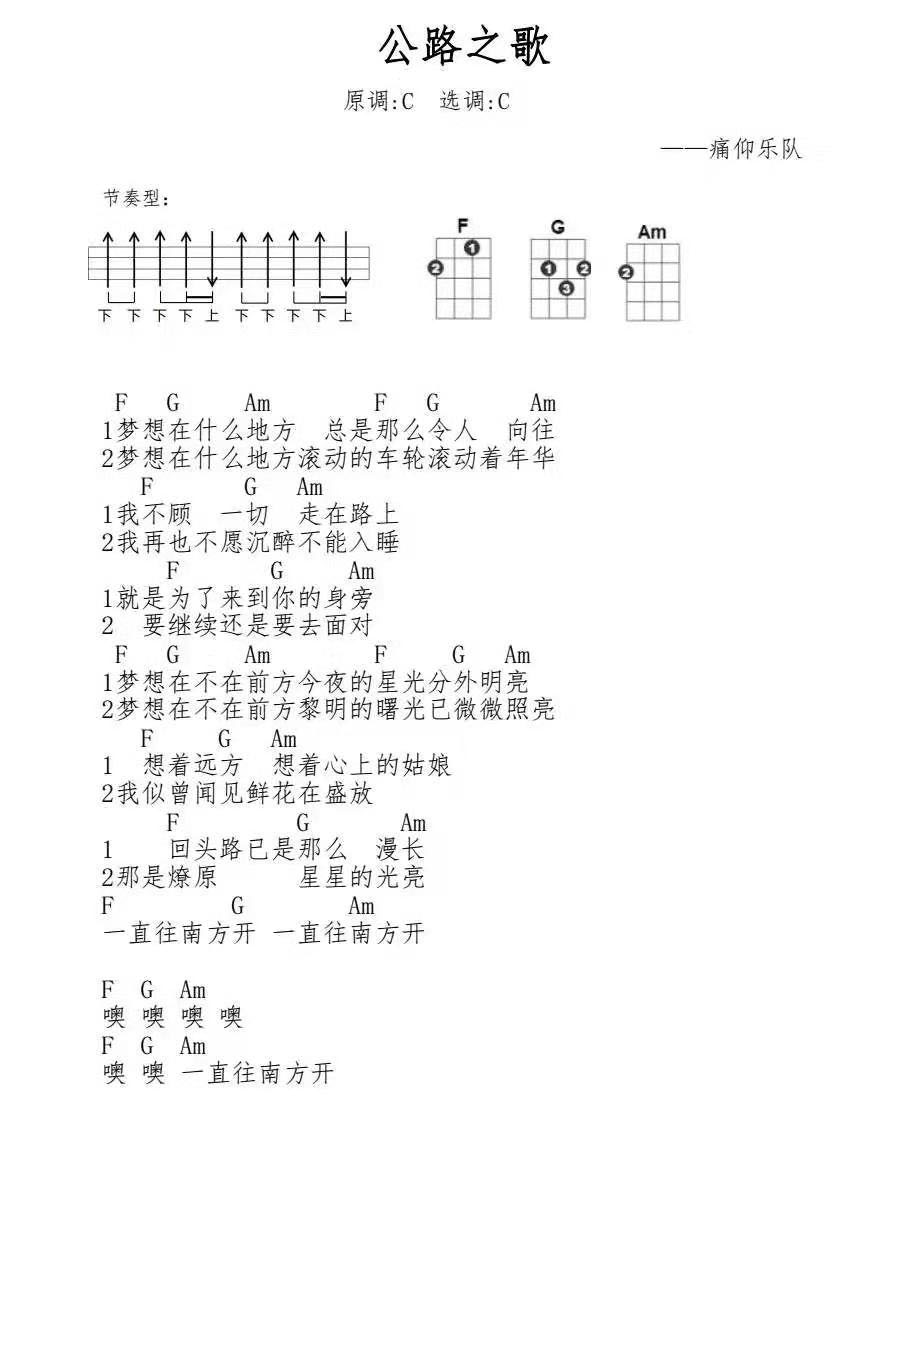 公路之歌
原调:C 选调:C
——痛仰乐队
节奏型:
F G Am
1
2
1 2
3
2
下 下 下 下 上 下 下 下 下 上
F G Am F G Am
1梦想在什么地方 总是那么令人 向往
2梦想在什么地方滚动的车轮滚动着年华
F G Am
1我不顾 一切 走在路上
2我再也不愿沉醉不能入睡
F G Am
1就是为了来到你的身旁
2 要继续还是要去面对
F G Am F G Am
1梦想在不在前方今夜的星光分外明亮
2梦想在不在前方黎明的曙光已微微照亮
F G Am
1 想着远方 想着心上的姑娘
2我似曾闻见鲜花在盛放
F G Am
1 回头路已是那么 漫长
2那是燎原 星星的光亮
F G Am
一直往南方开 一直往南方开
F G Am
噢 噢 噢 噢
F G Am
噢 噢 一直往南方开